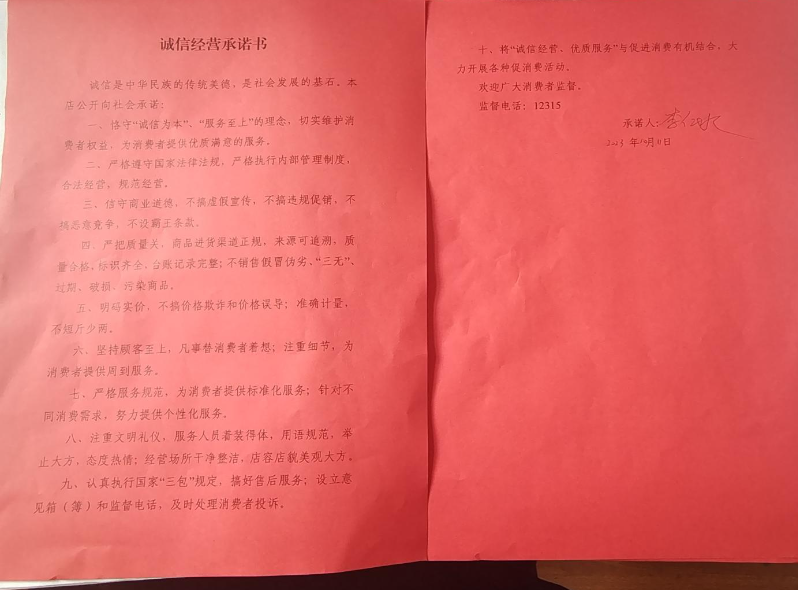 诚信经营承诺书
诚信是中华民族的传统美德，是社会发展的基石。本
店公开向社会承诺：
一、恪守“诚信为本”、“服务至上”的理念，切实维护消
费者权益，为消费者提供优质满意的服务。
二、严格遵守国家法律法规，严格执行内部管理制度，
合法经营，规范经营。
三、信守商业道德，不搞虚假宣传，不搞违规促销，不
搞恶意竞争，不设霸王条款。
四、严把质量关，商品进货渠道正规，来源可追溯，质
量合格，标识齐全，台账记录完整；不销售假冒伪劣、“三无”、
过期、破损、污染商品。
五、明码实价，不搞价格欺诈和价格误导；准确计量，
不短斤少两。
六、坚持顾客至上，凡事替消费者着想；注重细节，为
消费者提供周到服务。
七、严格服务规范，为消费者提供标准化服务；针对不
同消费需求，努力提供个性化服务。
八、注重文明礼仪，服务人员着装得体，用语规范，举
止大方，态度热情；经营场所干净整洁，店容店貌美观大方。
九、认真执行国家“三包”规定，搞好售后服务；设立意
见箱（簿）和监督电话，及时处理消费者投诉。
十、将“诚信经营、优质服务”与促进消费有机结合，大
力开展各种促消费活动。
欢迎广大消费者监督。
监督电话：12315
承诺人：李
2023 年10月11日